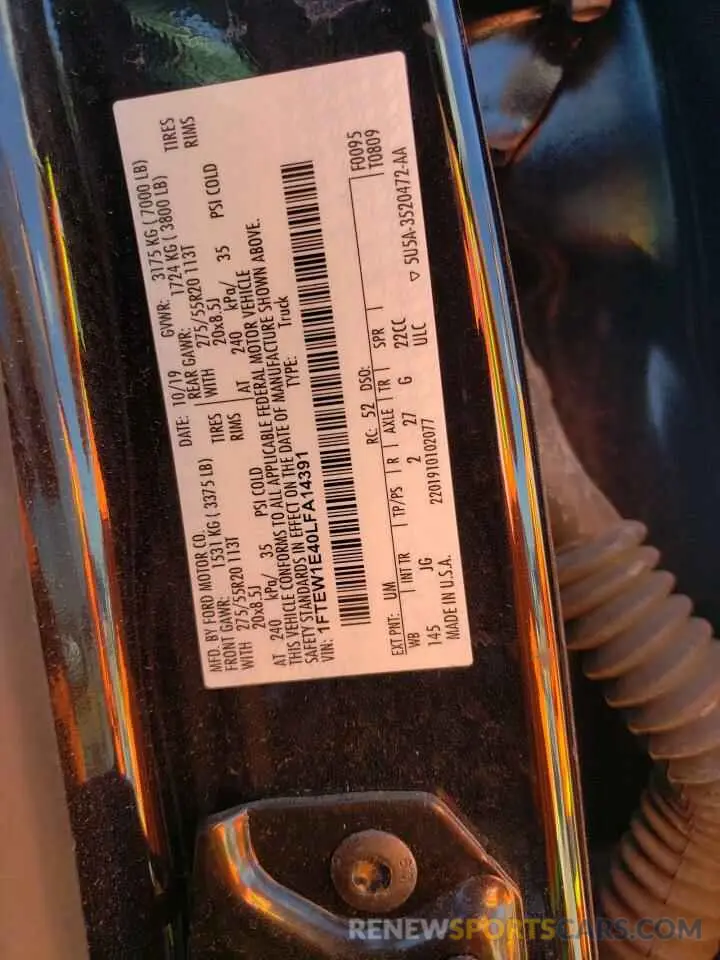 MFD. BY FORD MOTOR CO.
DATE: 10/19 GVWR: 3175 KG ( 7000 LB)
FRONT GAWR: 1531 KG ( 3375 LB) REAR GAWR: 1724 KG ( 3800 LB)
WITH 275/55R20 113T TIRES WITH 275/55R20 113T TIRES
20x8.5J RIMS 20x8.5J RIMS
AT 240 kPa/ 35 PSI COLD AT 240 kPa/ 35 PSI COLD
THIS VEHICLE CONFORMS TO ALL APPLICABLE FEDERAL MOTOR VEHICLE
SAFETY STANDARDS IN EFFECT ON THE DATE OF MANUFACTURE SHOWN ABOVE.
VIN: 1FTEW1E40LFA14391 TYPE: Truck
EXT PNT: UM RC: 52 DSO: F0095
T0809
WB INT TR TP/PS R AXLE TR SPR
145 JG 2 27 G 22CC
ULC
MADE IN U.S.A. 2201910102077 ▽ 5U5A-3520472-AA
RENEWSPORTSCARS.COM